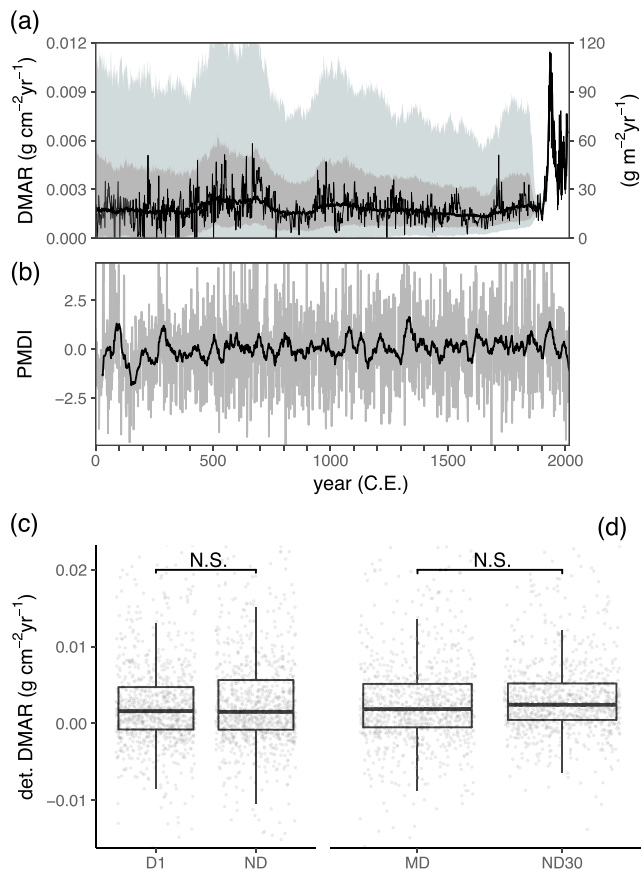 (a)
0.012
0.009
0.006
0.003
0.000
DMAR (g cm−2yr−1)
120
90
60
30
0
(g m−2yr−1)
(b)
2.5
0.0
−2.5
PMDI
0 500 1000 1500 2000
year (C.E.)
(c)
(d)
N.S.
N.S.
0.02
0.01
0.00
−0.01
det. DMAR (g cm−2yr−1)
D1 ND MD ND30